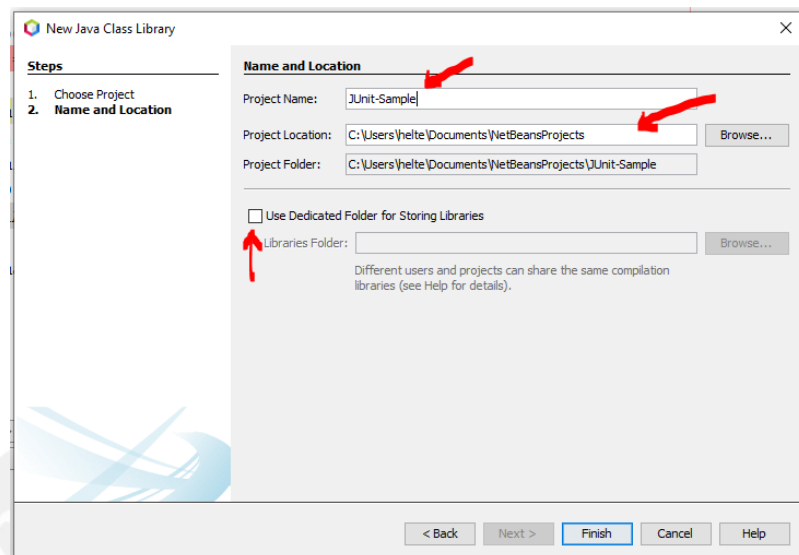 New Java Class Library
Steps
1. Choose Project
2. Name and Location
Name and Location
Project Name: JUnit-Sample
Project Location: C:\Users\helte\Documents\NetBeansProjects Browse...
Project Folder: C:\Users\helte\Documents\NetBeansProjects\JUnit-Sample
Use Dedicated Folder for Storing Libraries
Libraries Folder: Browse...
Different users and projects can share the same compilation
libraries (see Help for details).
< Back Next > Finish Cancel Help